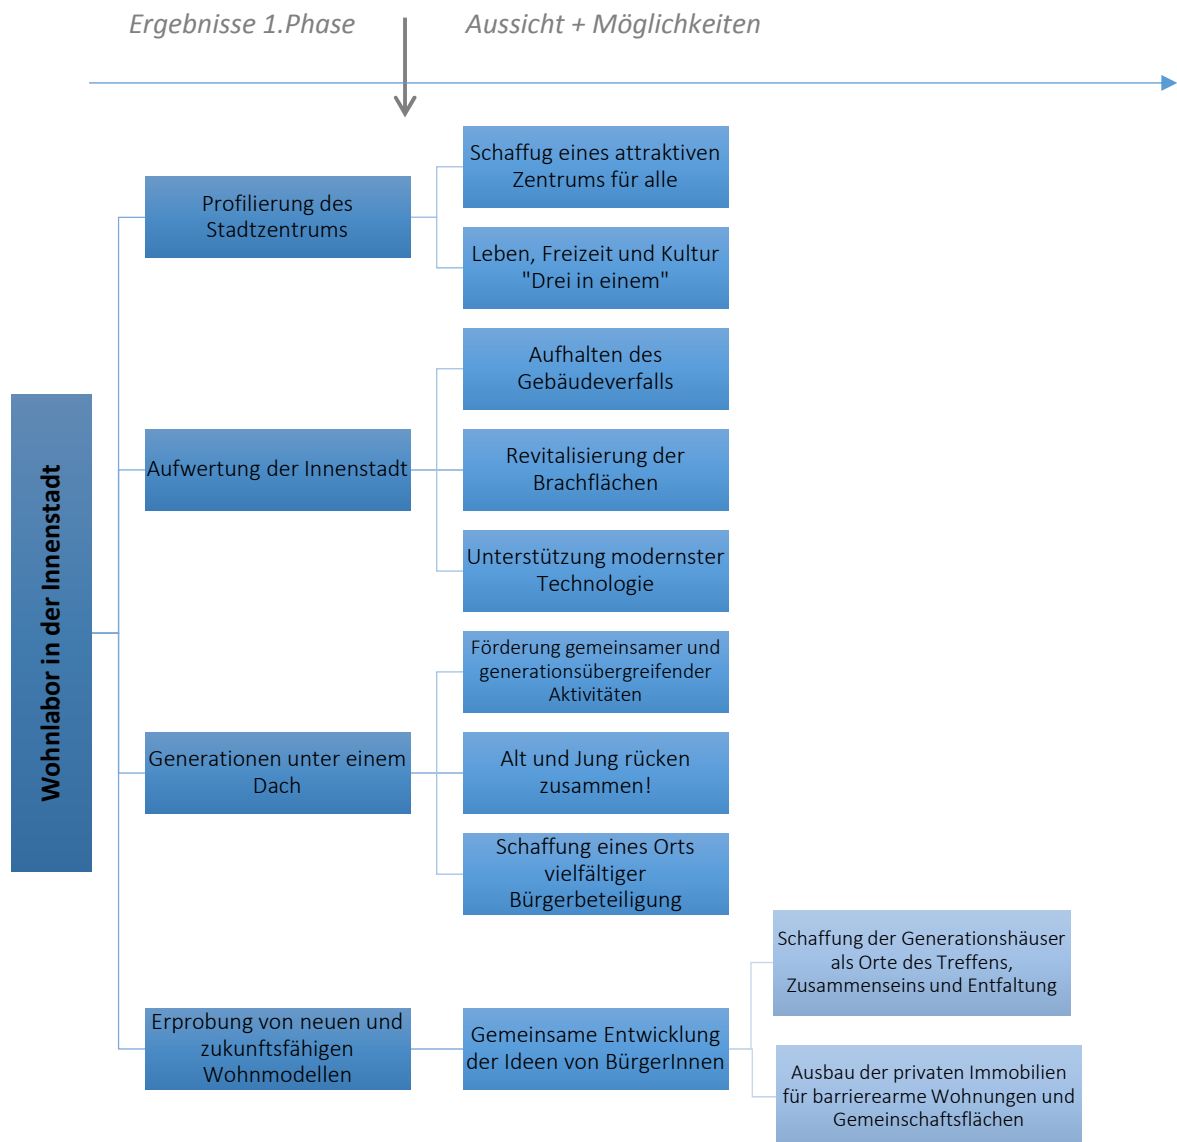 Ergebnisse 1.Phase
Aussicht + Möglichkeiten
Wohnlabor in der Innenstadt
Profilierung des
Stadtzentrums
Schaffug eines attraktiven
Zentrums für alle
Leben, Freizeit und Kultur
"Drei in einem"
Aufwertung der Innenstadt
Aufhalten des
Gebäudeverfalls
Revitalisierung der
Brachflächen
Unterstützung modernster
Technologie
Generationen unter einem
Dach
Förderung gemeinsamer und
generationsübergreifender
Aktivitäten
Alt und Jung rücken
zusammen!
Schaffung eines Orts
vielfältiger
Bürgerbeteiligung
Erprobung von neuen und
zukunftsfähigen
Wohnmodellen
Gemeinsame Entwicklung
der Ideen von BürgerInnen
Schaffung der Generationshäuser
als Orte des Treffens,
Zusammenseins und Entfaltung
Ausbau der privaten Immobilien
für barrierearme Wohnungen und
Gemeinschaftsflächen